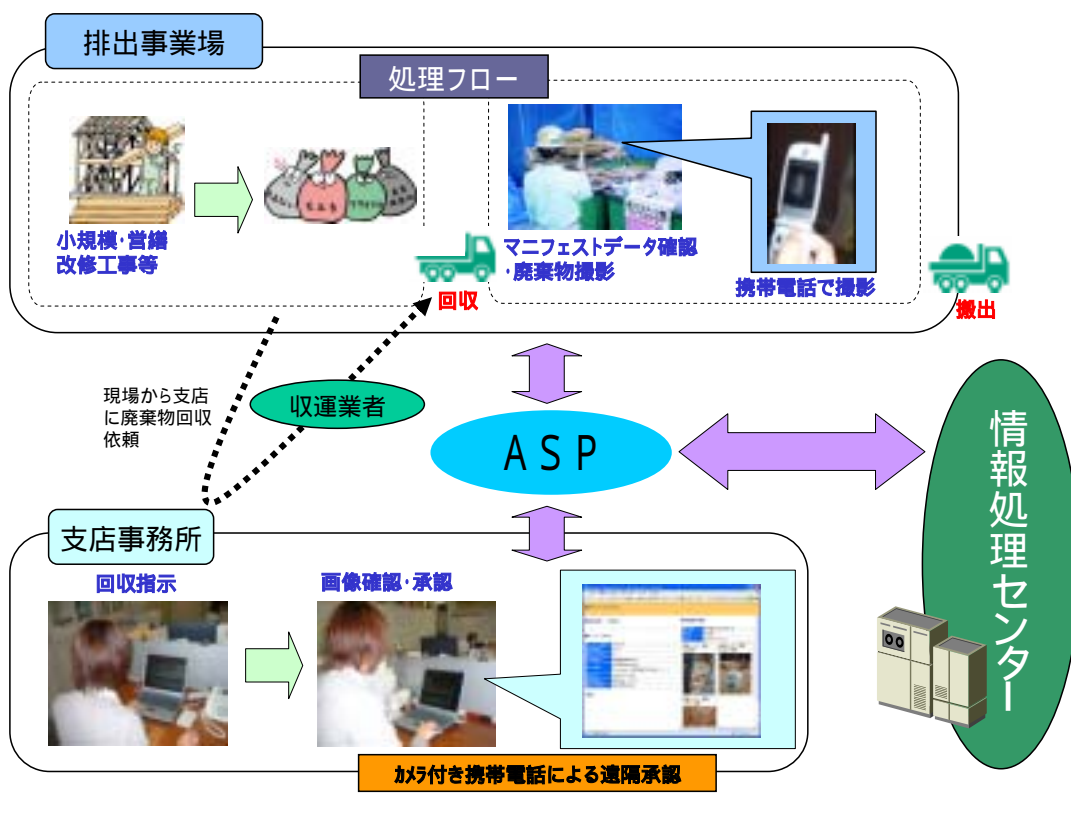 排出事業場
処理フロー
小規模・営繕
改修工事等
回収
マニフェストデータ確認
・廃棄物撮影
携帯電話で撮影
搬出
現場から支店
に廃棄物回収
依頼
収運業者
ASP
情報処理センター
支店事務所
回収指示
画像確認・承認
カメラ付き携帯電話による遠隔承認